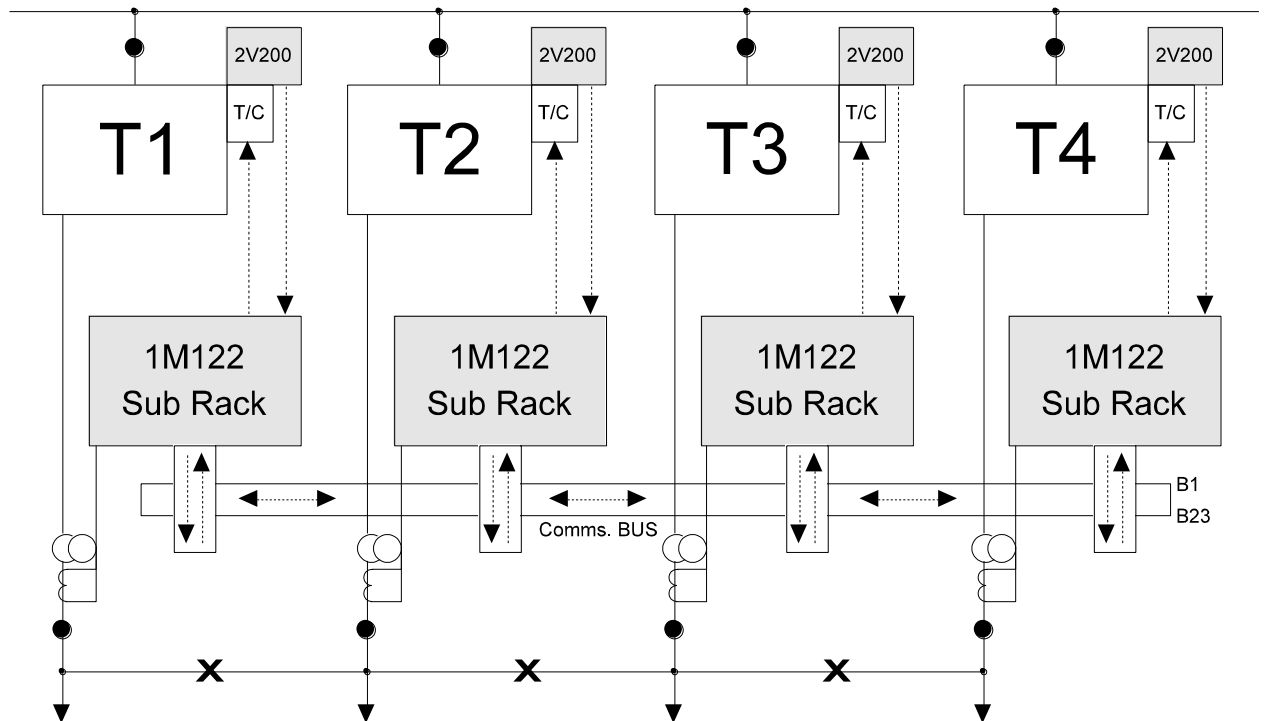 2V200
2V200
2V200
2V200
T1
T/C
T2
T/C
T3
T/C
T4
T/C
1M122
Sub Rack
1M122
Sub Rack
1M122
Sub Rack
1M122
Sub Rack
B1
B23
Comms. BUS
X
X
X